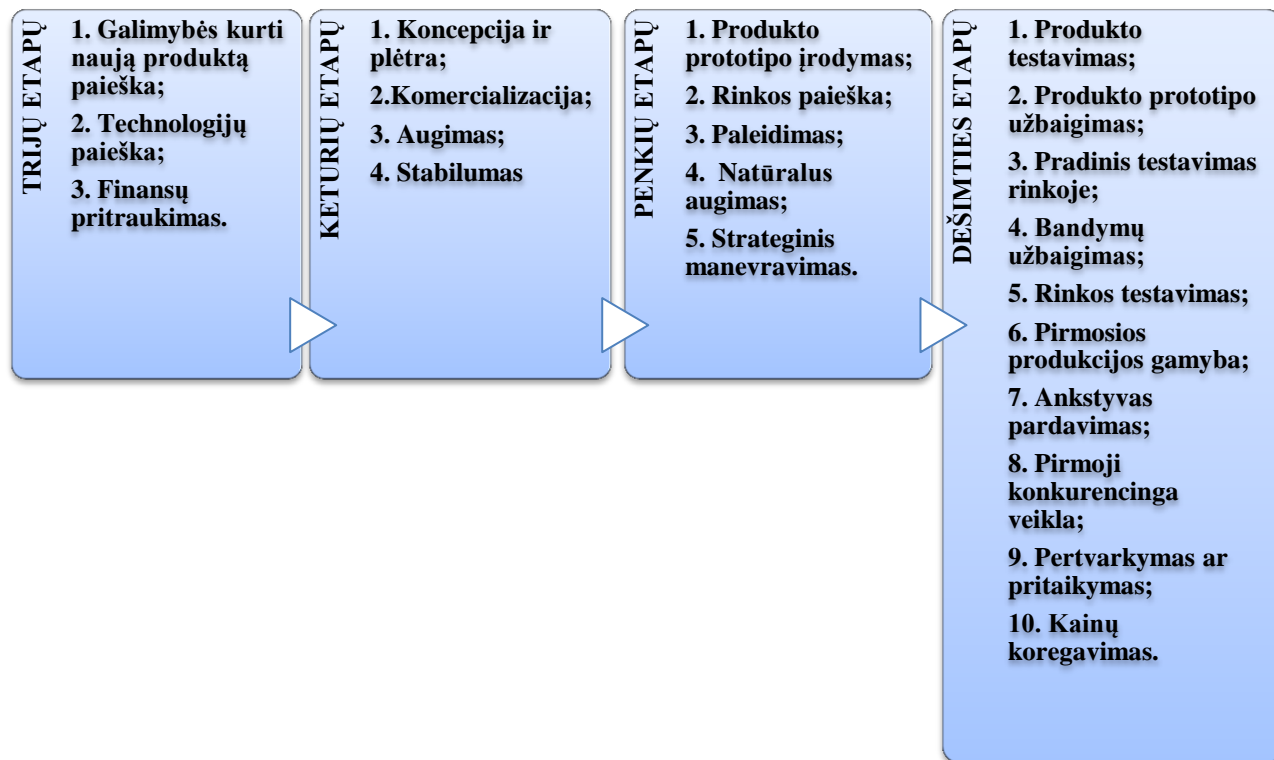 TRIJŲ ETAPŲ
1. Galimybės kurti
naują produktą
paieška;
2. Technologijų
paieška;
3. Finansų
pritraukimas.
KETURIŲ ETAPŲ
1. Koncepcija ir
plėtra;
2.Komercializacija;
3. Augimas;
4. Stabilumas
PENKIŲ ETAPŲ
1. Produkto
prototipo įrodymas;
2. Rinkos paieška;
3. Paleidimas;
4. Natūralus
augimas;
5. Strateginis
manevravimas.
DĖŠIMTIES ETAPŲ
1. Produkto
testavimas;
2. Produkto prototipo
užbaigimas;
3. Pradinis testavimas
rinkoje;
4. Bandymų
užbaigimas;
5. Rinkos testavimas;
6. Pirmosios
produkcijos gamyba;
7. Ankstyvas
pardavimas;
8. Pirmoji
konkurencinga
veikla;
9. Pertvarkymas ar
pritaikymas;
10. Kainų
koregavimas.